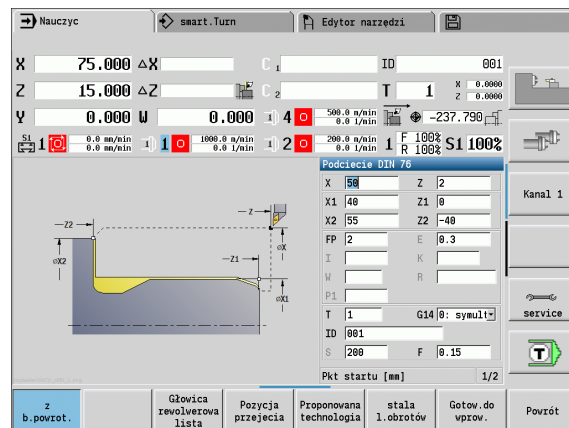 Nauczyc smart.Turn Edytor narzędzi
X 75.000 △X C 1 ID 001
Z 15.000 △Z C 2 T 1 X 0.0000
Z 0.0000
Y 0.000 U 0.000 4 500.0 m/min
0.0 1/min -237.790
S1 1 0.0 mm/min
0.0 mm/min 1 1000.0 m/min
0.0 1/min 2 200.0 m/min
0.0 1/min 1 F 100%
R 100% S1 100%
Podciecie DIN 76
X 50 Z 2
X1 40 Z1 0
X2 55 Z2 -40
FP 2 E 0.3
I K
W R
P1
T 1 G14 0: symult
ID 001
S 200 F 0.15
Pkt startu [mm] 1/2
Z
Z2
øX
Z1
øX2
øX1
Kanal 1
service
T
z
b.powrot.
Głowica
rewolwerowa
lista
Pozycja
przejecia
Proponowana
technologia
stala
l.obrotów
Gotow.do
wprow.
Powrót